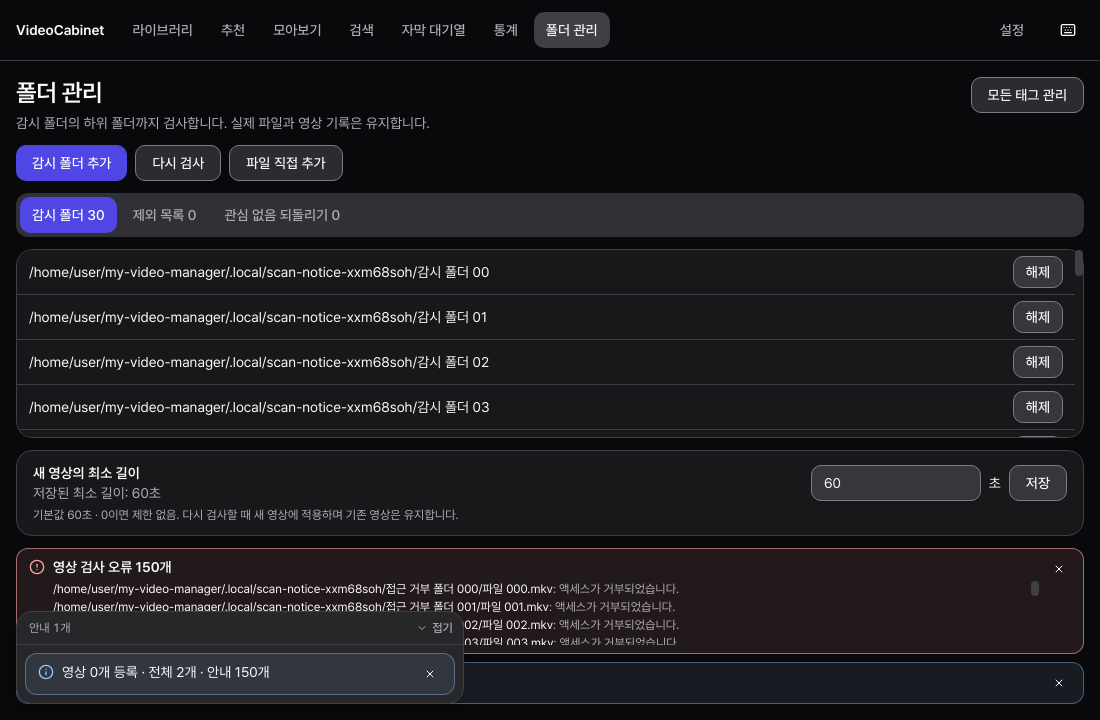 VideoCabinet 라이브러리 추천 모아보기 검색 자막 대기열 통계 폴더 관리 설정
폴더 관리
모든 태그 관리
감시 폴더의 하위 폴더까지 검사합니다. 실제 파일과 영상 기록은 유지합니다.
감시 폴더 추가 다시 검사 파일 직접 추가
감시 폴더 30 제외 목록 0 관심 없음 되돌리기 0
/home/user/my-video-manager/.local/scan-notice-xxm68soh/감시 폴더 00 해제
/home/user/my-video-manager/.local/scan-notice-xxm68soh/감시 폴더 01 해제
/home/user/my-video-manager/.local/scan-notice-xxm68soh/감시 폴더 02 해제
/home/user/my-video-manager/.local/scan-notice-xxm68soh/감시 폴더 03 해제
새 영상의 최소 길이
저장된 최소 길이: 60초
60 초 저장
기본값 60초 · 0이면 제한 없음. 다시 검사할 때 새 영상에 적용하며 기존 영상은 유지합니다.
영상 검사 오류 150개
/home/user/my-video-manager/.local/scan-notice-xxm68soh/접근 거부 폴더 000/파일 000.mkv: 액세스가 거부되었습니다.
/home/user/my-video-manager/.local/scan-notice-xxm68soh/접근 거부 폴더 001/파일 001.mkv: 액세스가 거부되었습니다.
02/파일 002.mkv: 액세스가 거부되었습니다.
03/파일 003.mkv: 액세스가 거부되었습니다.
안내 1개 접기
영상 0개 등록 · 전체 2개 · 안내 150개